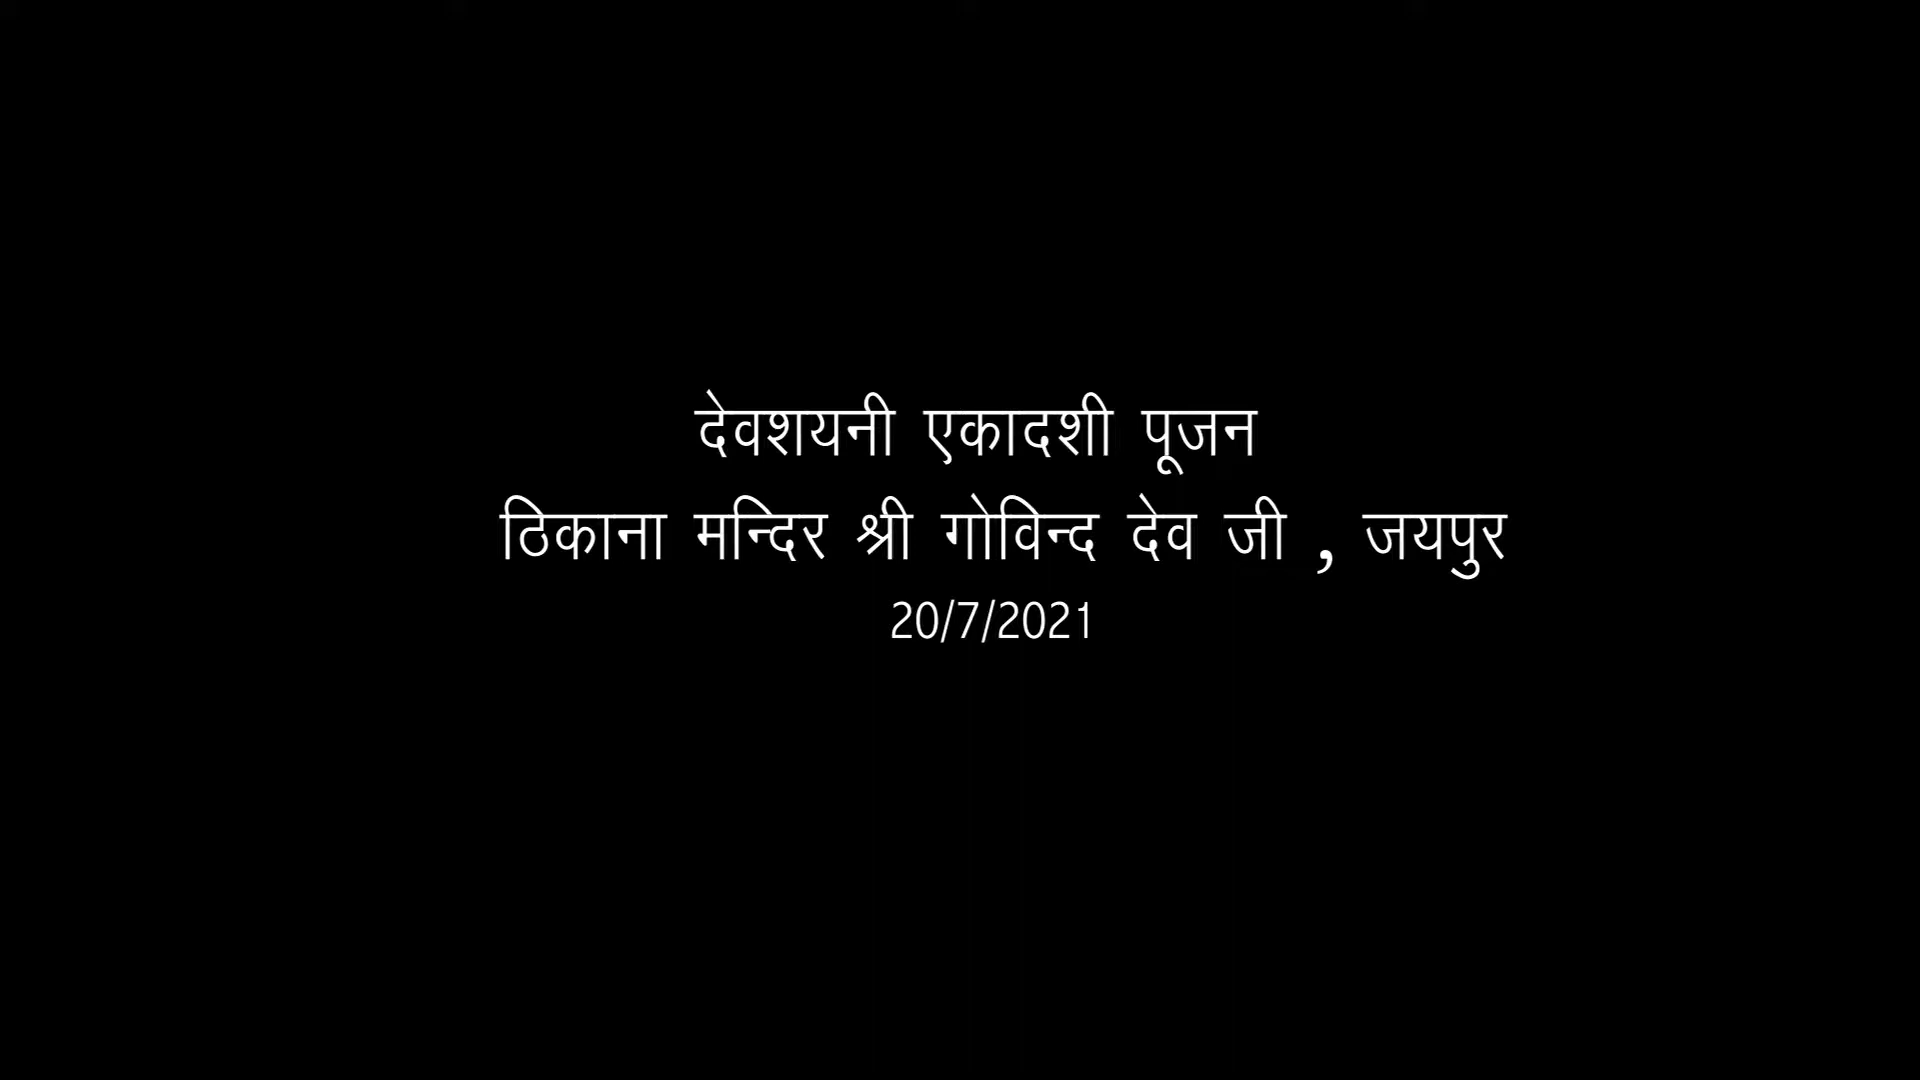 देवशयनी एकादशी पूजन
ठिकाना मन्दिर श्री गोविन्द देव जी , जयपुर
20/7/2021